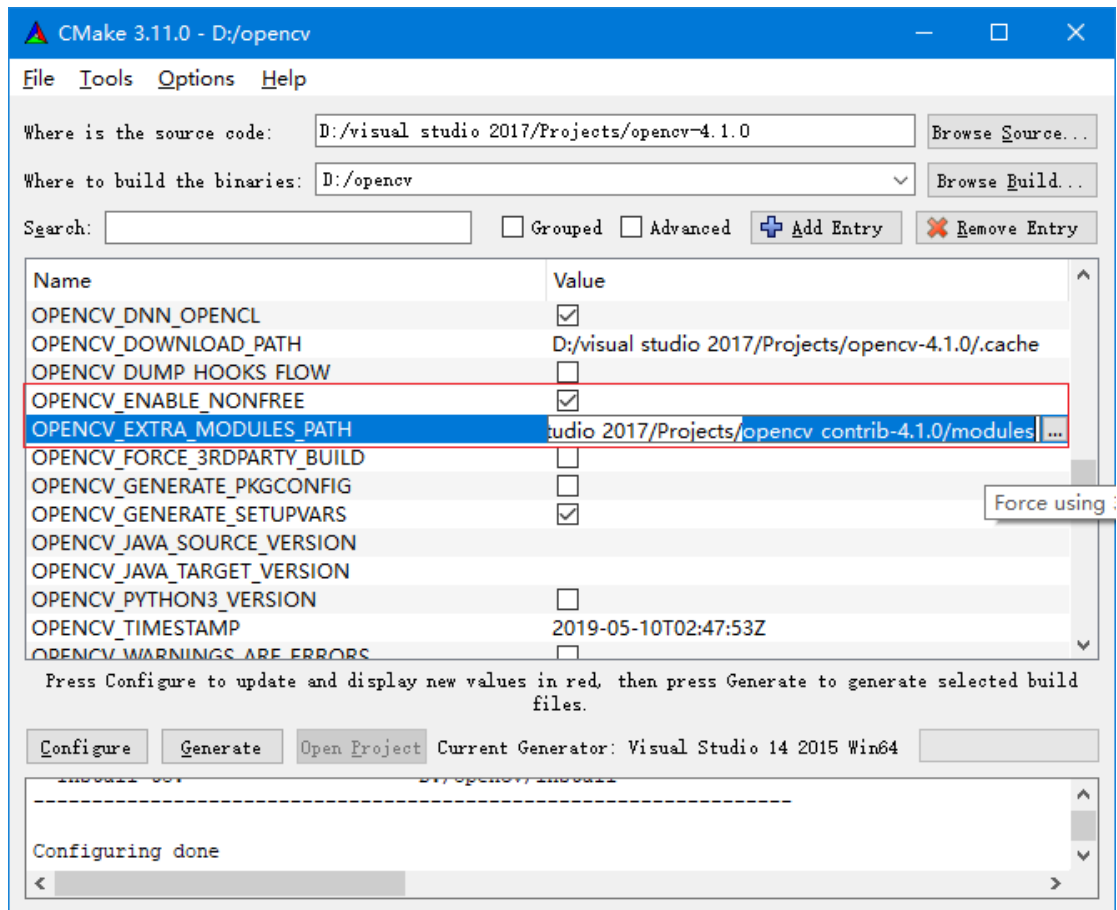 CMake 3.11.0 - D:/opencv
File Tools Options Help
Where is the source code: D:/visual studio 2017/Projects/opencv-4.1.0 Browse Source...
Where to build the binaries: D:/opencv Browse Build...
Search: Grouped Advanced Add Entry Remove Entry
Name Value
OPENCV_DNN_OPENCL
OPENCV_DOWNLOAD_PATH D:/visual studio 2017/Projects/opencv-4.1.0/.cache
OPENCV_DUMP_HOOKS_FLOW
OPENCV_ENABLE_NONFREE
OPENCV_EXTRA_MODULES_PATH tudio 2017/Projects/opencv_contrib-4.1.0/modules ...
OPENCV_FORCE_3RDPARTY_BUILD
OPENCV_GENERATE_PKGCONFIG
OPENCV_GENERATE_SETUPVARS
Force using
OPENCV_JAVA_SOURCE_VERSION
OPENCV_JAVA_TARGET_VERSION
OPENCV_PYTHON3_VERSION
OPENCV_TIMESTAMP 2019-05-10T02:47:53Z
OPENCV_WARNINGS_ARE_ERRORS
Press Configure to update and display new values in red, then press Generate to generate selected build
files.
Configure Generate Open Project Current Generator: Visual Studio 14 2015 Win64
-----------------------------------------------------------------
Configuring done